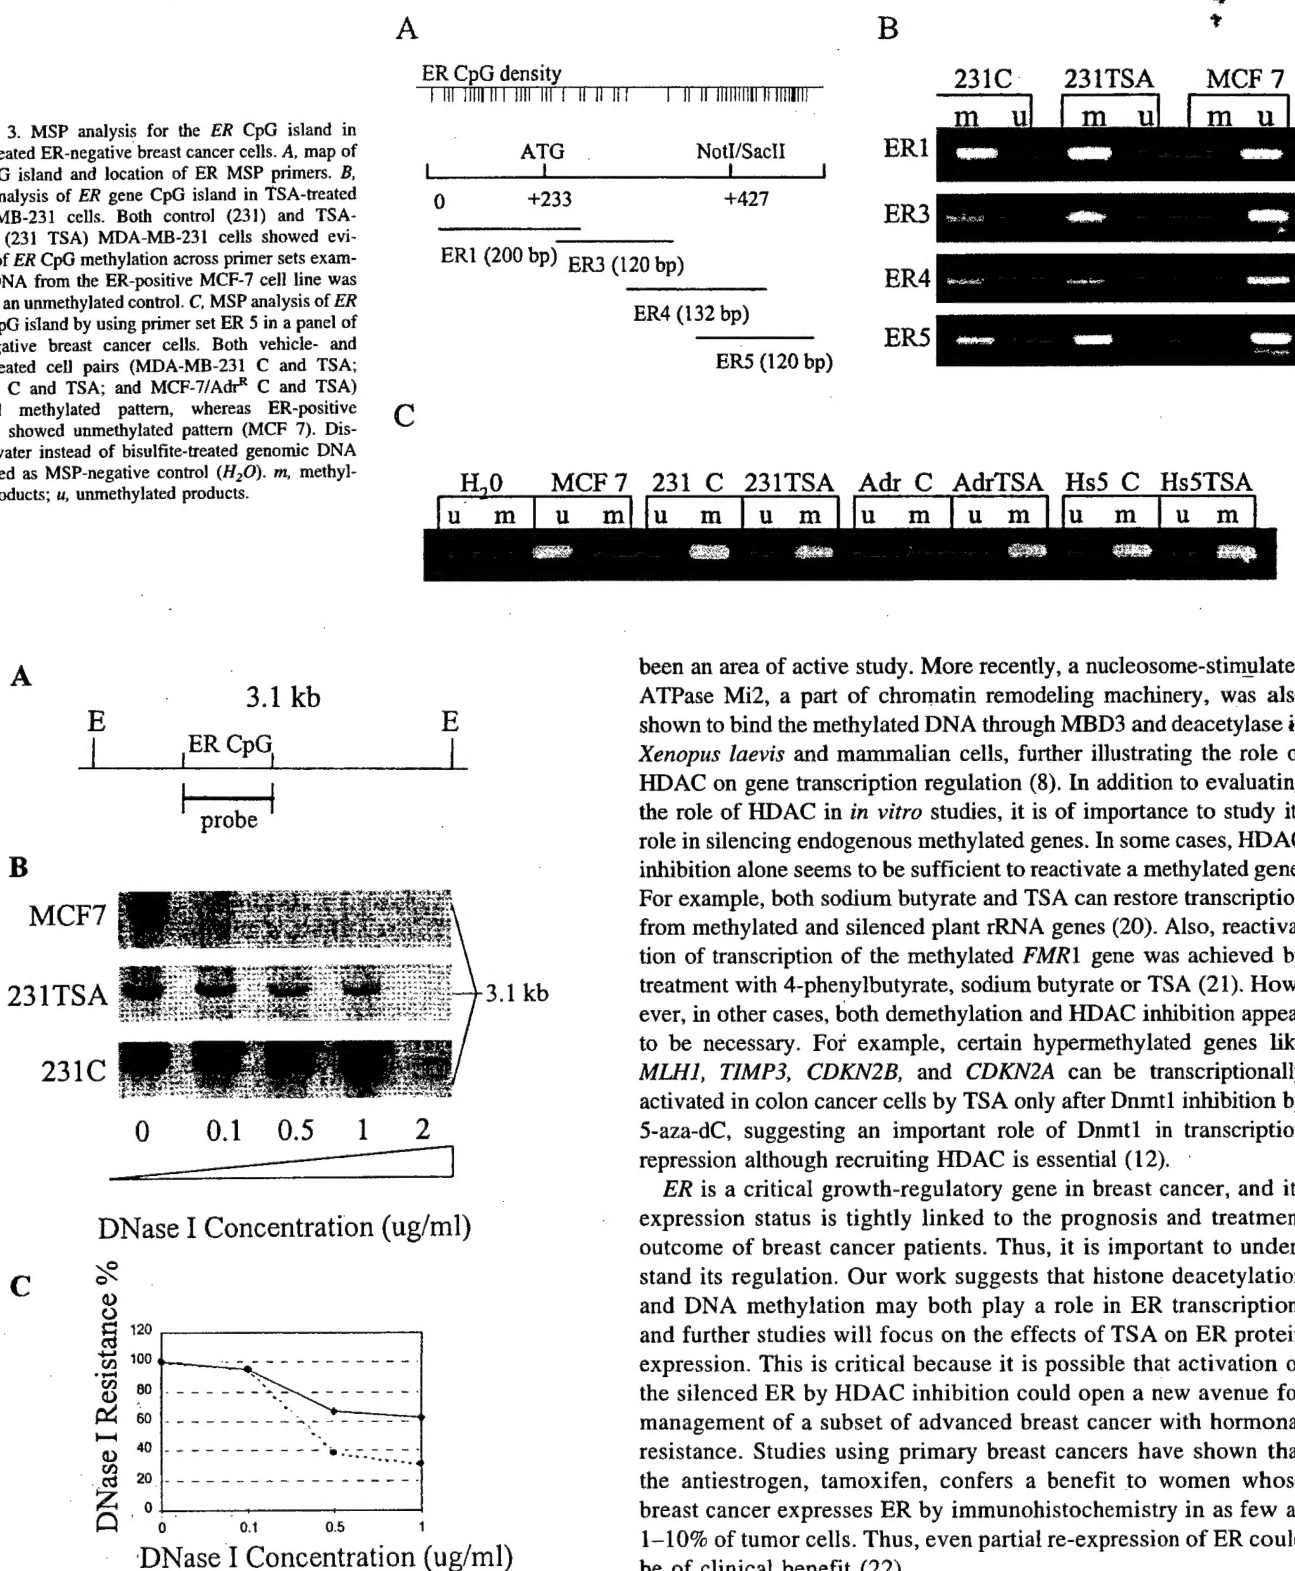 3. MSP analysis for the ER CpG island in
eated ER-negative breast cancer cells. A, map of
G island and location of ER MSP primers. B,
nalysis of ER gene CpG island in TSA-treated
MB-231 cells. Both control (231) and TSA-
(231 TSA) MDA-MB-231 cells showed evi-
of ER CpG methylation across primer sets exam-
NA from the ER-positive MCF-7 cell line was
an unmethylated control. C, MSP analysis of ER
pG island by using primer set ER 5 in a panel of
ative breast cancer cells. Both vehicle- and
eated cell pairs (MDA-MB-231 C and TSA;
C and TSA; and MCF-7/Adrᴿ C and TSA)
l methylated pattern, whereas ER-positive
showed unmethylated pattern (MCF 7). Dis-
vater instead of bisulfite-treated genomic DNA
ed as MSP-negative control (H₂O). m, methyl-
oducts; u, unmethylated products.
A
ER CpG density
ATG NotI/SacII
0 +233 +427
ER1 (200 bp) ER3 (120 bp)
ER4 (132 bp)
ER5 (120 bp)
B
231C 231TSA MCF 7
m u m u m u
ER1
ER3
ER4
ER5
C
H₂0 MCF 7 231 C 231TSA Adr C AdrTSA Hs5 C Hs5TSA
u m u m u m u m u m u m u m u m
A
3.1 kb
E E
ER CpG
probe
B
MCF7
231TSA
231C
3.1 kb
0 0.1 0.5 1 2
DNase I Concentration (ug/ml)
C
DNase I Resistance %
120
100
80
60
40
20
0
0 0.1 0.5 1
DNase I Concentration (ug/ml)
been an area of active study. More recently, a nucleosome-stimulate
ATPase Mi2, a part of chromatin remodeling machinery, was als
shown to bind the methylated DNA through MBD3 and deacetylase i
Xenopus laevis and mammalian cells, further illustrating the role o
HDAC on gene transcription regulation (8). In addition to evaluatin
the role of HDAC in in vitro studies, it is of importance to study it
role in silencing endogenous methylated genes. In some cases, HDAC
inhibition alone seems to be sufficient to reactivate a methylated gene
For example, both sodium butyrate and TSA can restore transcriptio
from methylated and silenced plant rRNA genes (20). Also, reactiva
tion of transcription of the methylated FMR1 gene was achieved b
treatment with 4-phenylbutyrate, sodium butyrate or TSA (21). How
ever, in other cases, both demethylation and HDAC inhibition appea
to be necessary. For example, certain hypermethylated genes lik
MLH1, TIMP3, CDKN2B, and CDKN2A can be transcriptionall
activated in colon cancer cells by TSA only after Dnmt1 inhibition b
5-aza-dC, suggesting an important role of Dnmt1 in transcriptio
repression although recruiting HDAC is essential (12).
ER is a critical growth-regulatory gene in breast cancer, and it
expression status is tightly linked to the prognosis and treatmen
outcome of breast cancer patients. Thus, it is important to under
stand its regulation. Our work suggests that histone deacetylatio
and DNA methylation may both play a role in ER transcription
and further studies will focus on the effects of TSA on ER protei
expression. This is critical because it is possible that activation o
the silenced ER by HDAC inhibition could open a new avenue fo
management of a subset of advanced breast cancer with hormona
resistance. Studies using primary breast cancers have shown tha
the antiestrogen, tamoxifen, confers a benefit to women whos
breast cancer expresses ER by immunohistochemistry in as few a
1–10% of tumor cells. Thus, even partial re-expression of ER coul
be of clinical benefit (22)